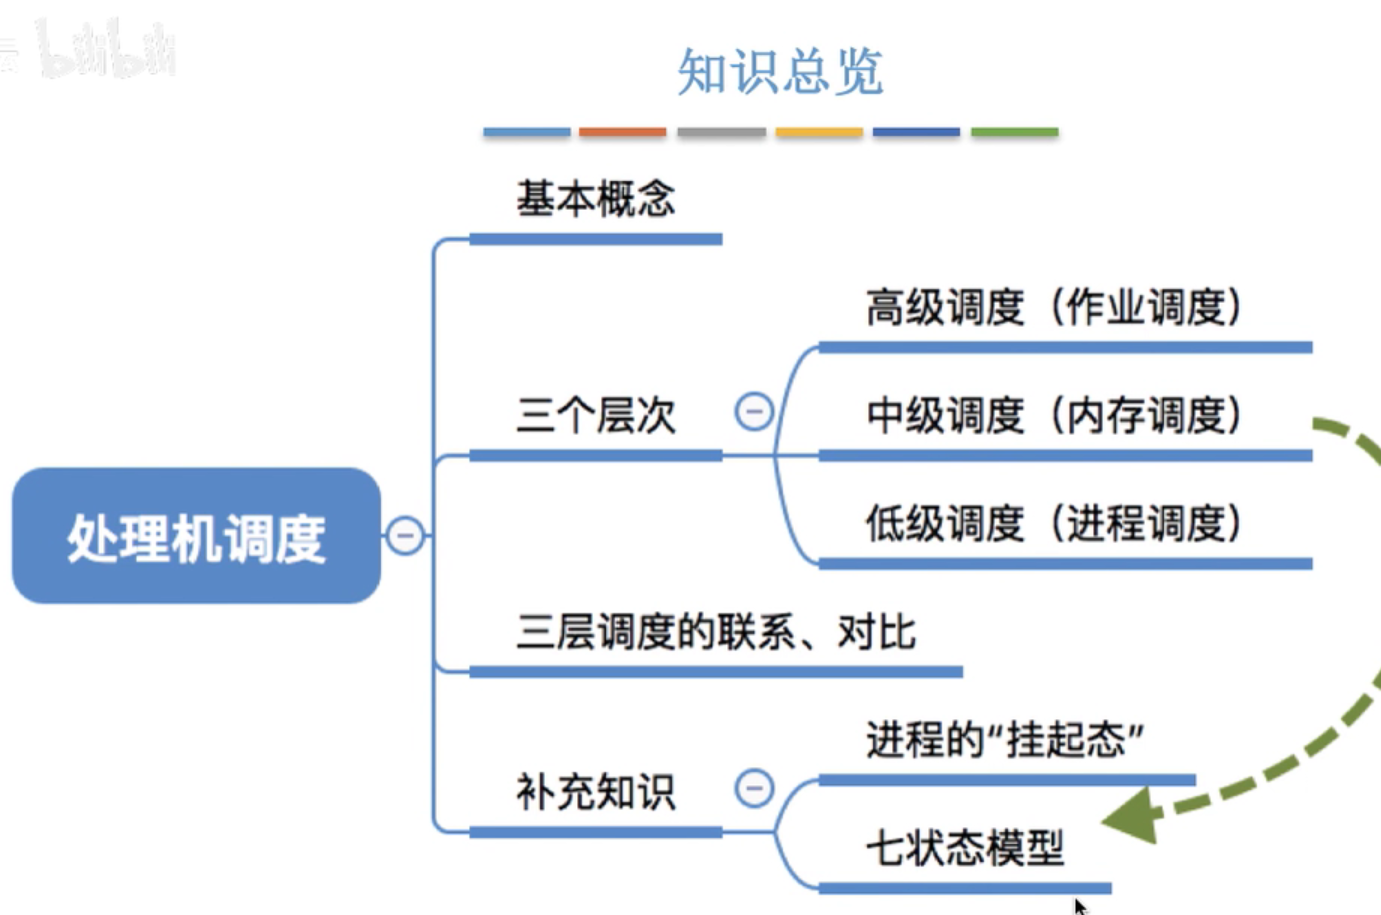 bilibili
知识总览
基本概念
高级调度（作业调度）
三个层次
中级调度（内存调度）
低级调度（进程调度）
处理机调度
三层调度的联系、对比
进程的“挂起态”
补充知识
七状态模型